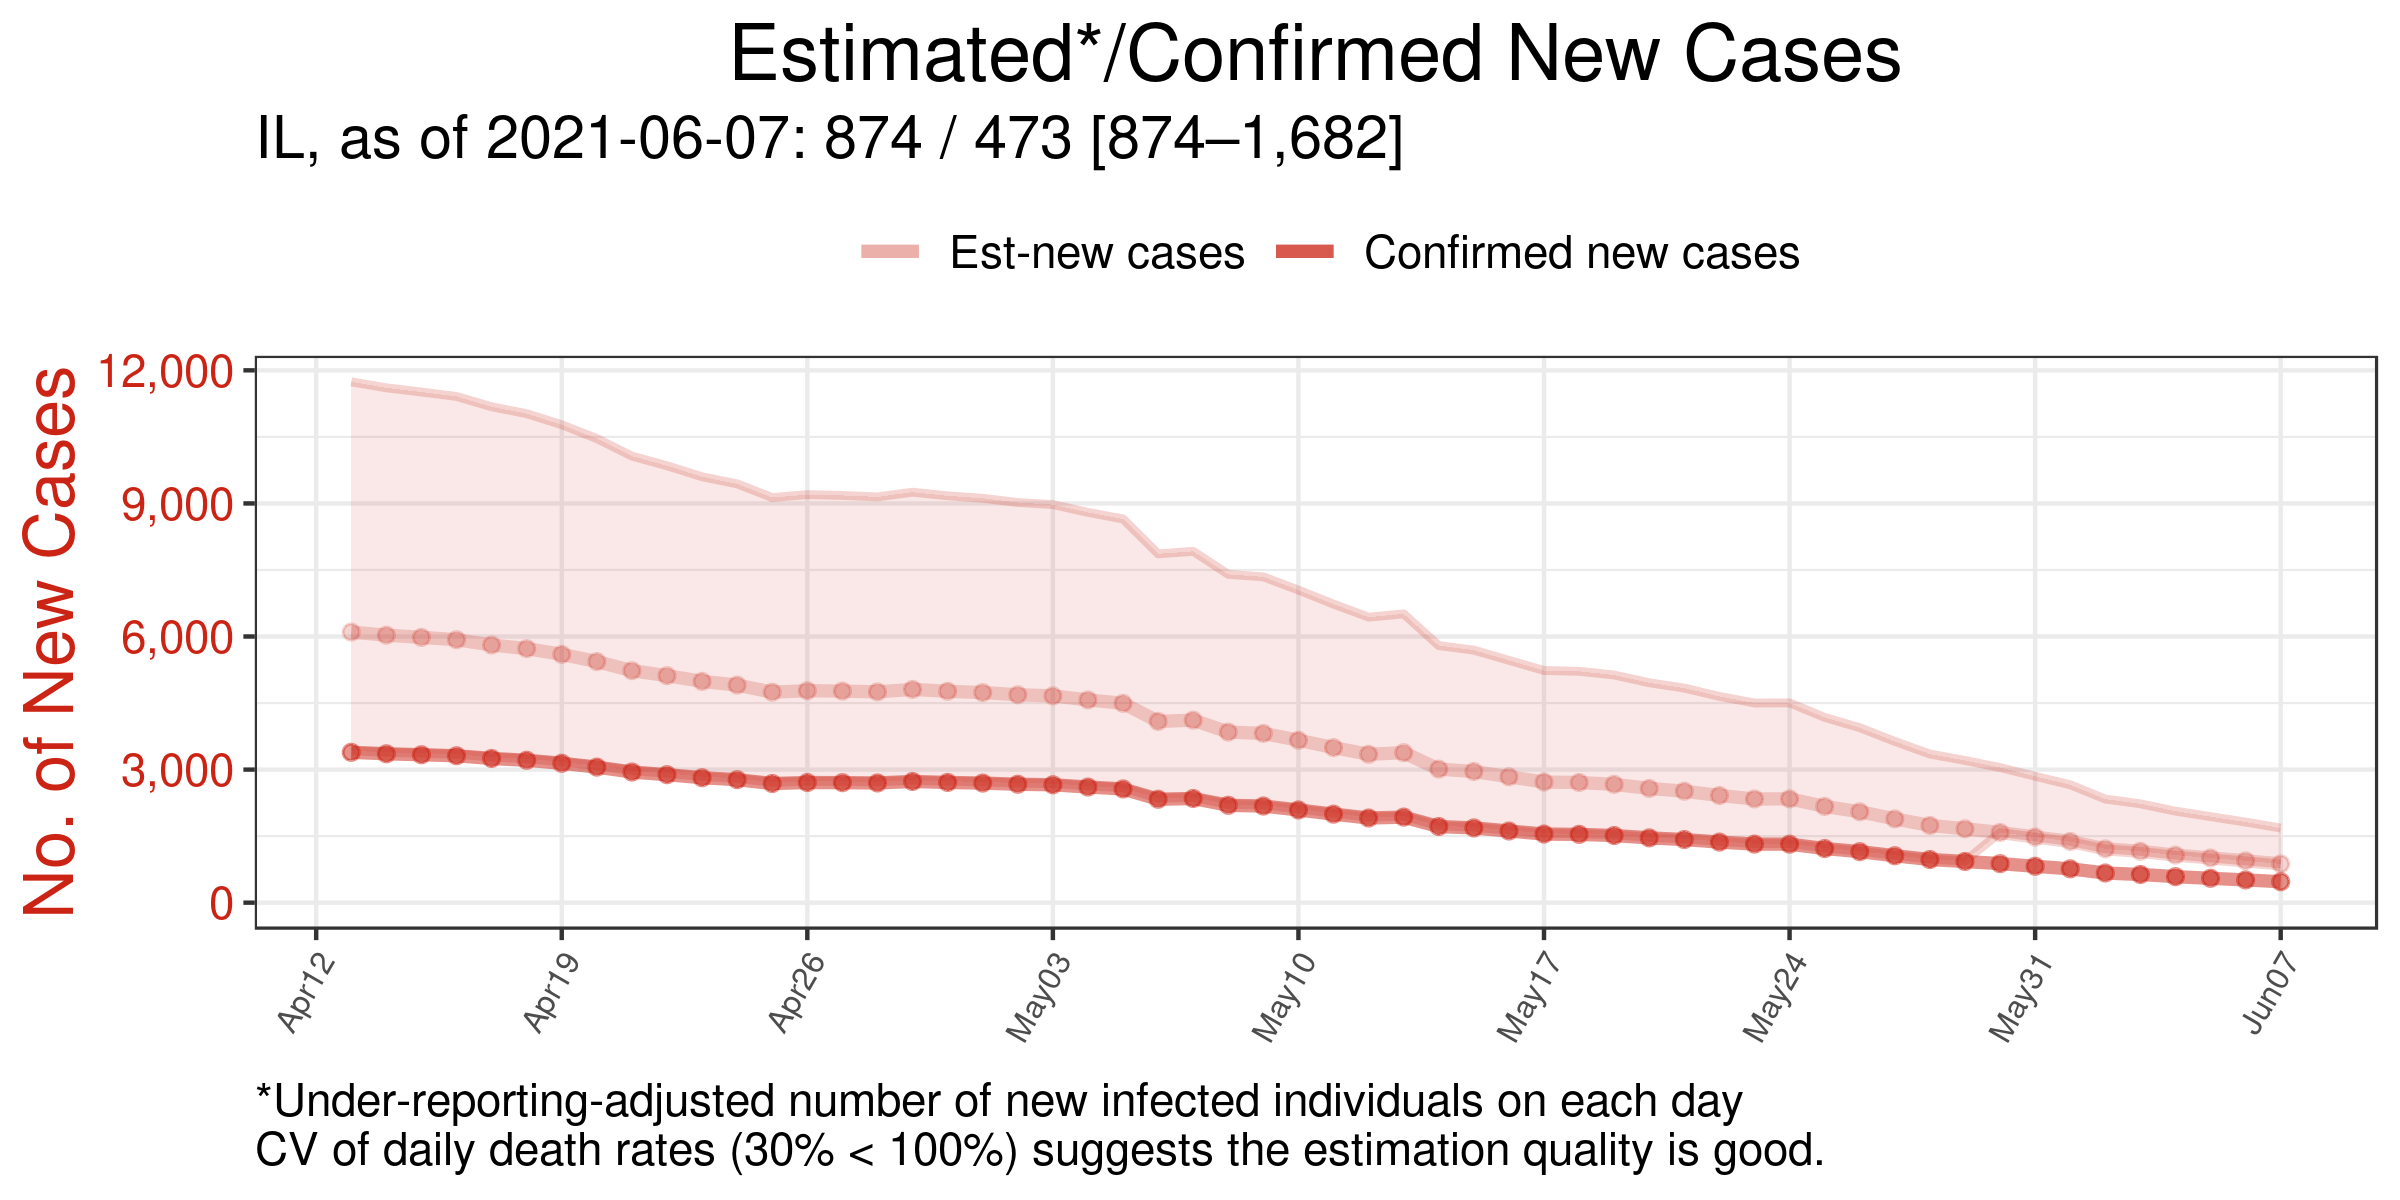 Estimated*/Confirmed New Cases
IL, as of 2021-06-07: 874 / 473 [874–1,682]
Est-new cases
Confirmed new cases
No. of New Cases
12,000
9,000
6,000
3,000
0
Apr12
Apr19
Apr26
May03
May10
May17
May24
May31
Jun07
*Under-reporting-adjusted number of new infected individuals on each day
CV of daily death rates (30% < 100%) suggests the estimation quality is good.